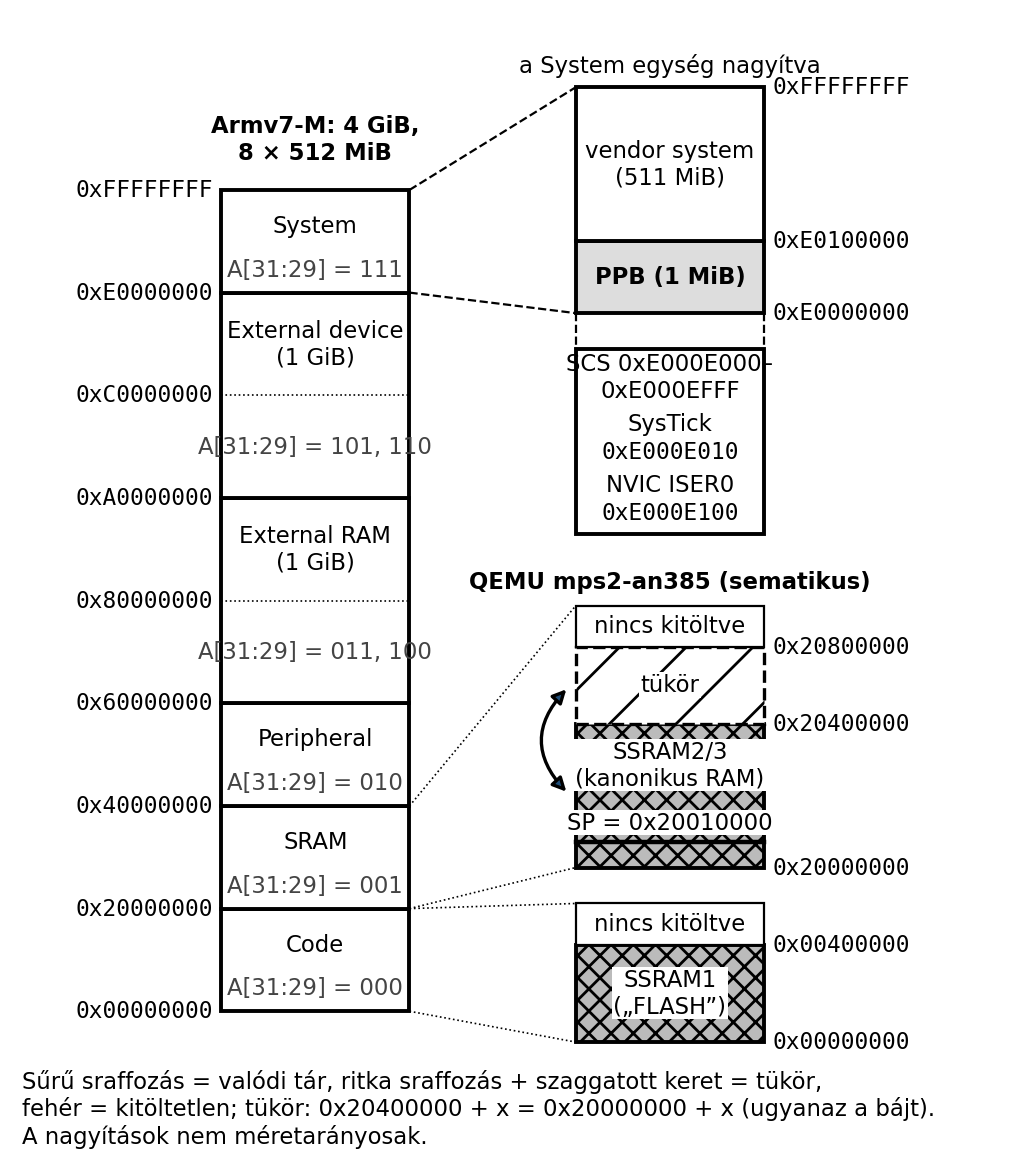 a System egység nagyítva
0xFFFFFFFF
vendor system
(511 MiB)
0xE0100000
PPB (1 MiB)
0xE0000000
SCS 0xE000E000–
0xE000EFFF
SysTick
0xE000E010
NVIC ISER0
0xE000E100
Armv7-M: 4 GiB,
8 × 512 MiB
0xFFFFFFFF
System
A[31:29] = 111
0xE0000000
External device
(1 GiB)
0xC0000000
A[31:29] = 101, 110
0xA0000000
External RAM
(1 GiB)
0x80000000
A[31:29] = 011, 100
0x60000000
Peripheral
A[31:29] = 010
0x40000000
SRAM
A[31:29] = 001
0x20000000
Code
A[31:29] = 000
0x00000000
QEMU mps2-an385 (sematikus)
nincs kitöltve
0x20800000
tükör
0x20400000
SSRAM2/3
(kanonikus RAM)
SP = 0x20010000
0x20000000
nincs kitöltve
0x00400000
SSRAM1
(„FLASH”)
0x00000000
Sűrű sraffozás = valódi tár, ritka sraffozás + szaggatott keret = tükör,
fehér = kitöltetlen; tükör: 0x20400000 + x = 0x20000000 + x (ugyanaz a bájt).
A nagyítások nem méretarányosak.